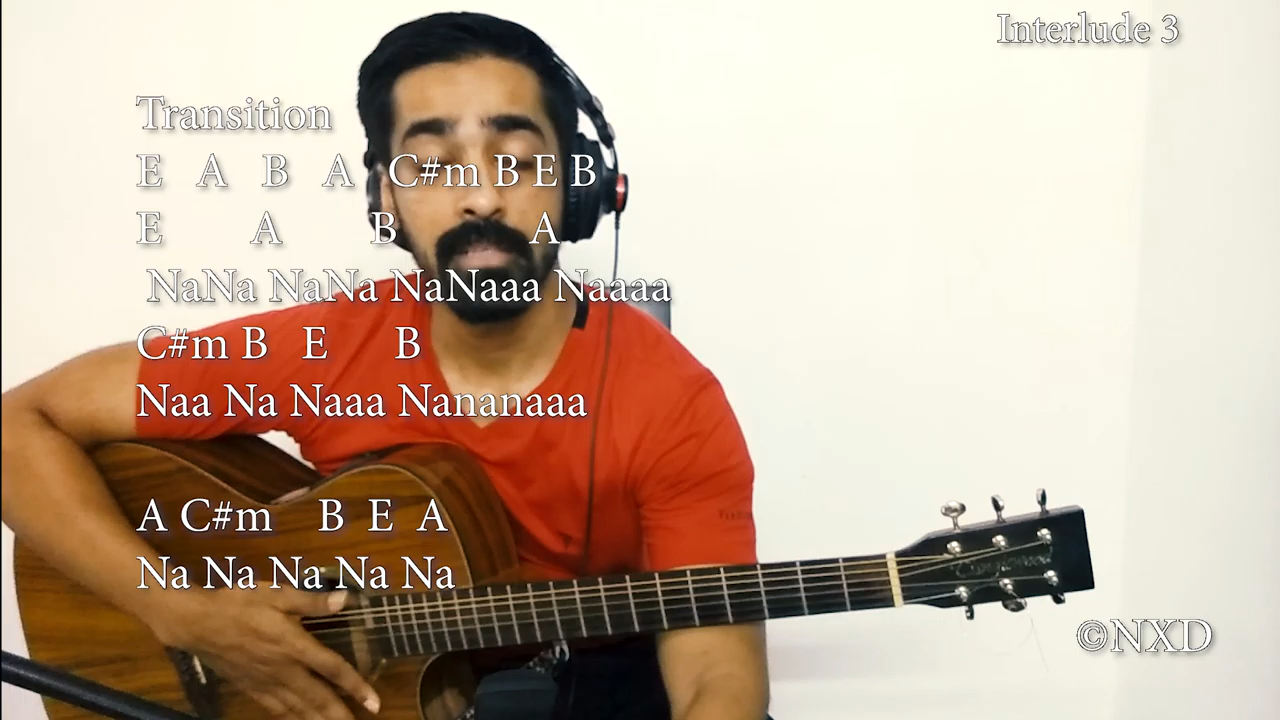 Interlude 3
Transition
E A B A C#m B E B
E A B A
NaNa NaNa NaNaaa Naaaa
C#m B E B
Naa Na Naaa Nananaaa
A C#m B E A
Na Na Na Na Na
©NXD